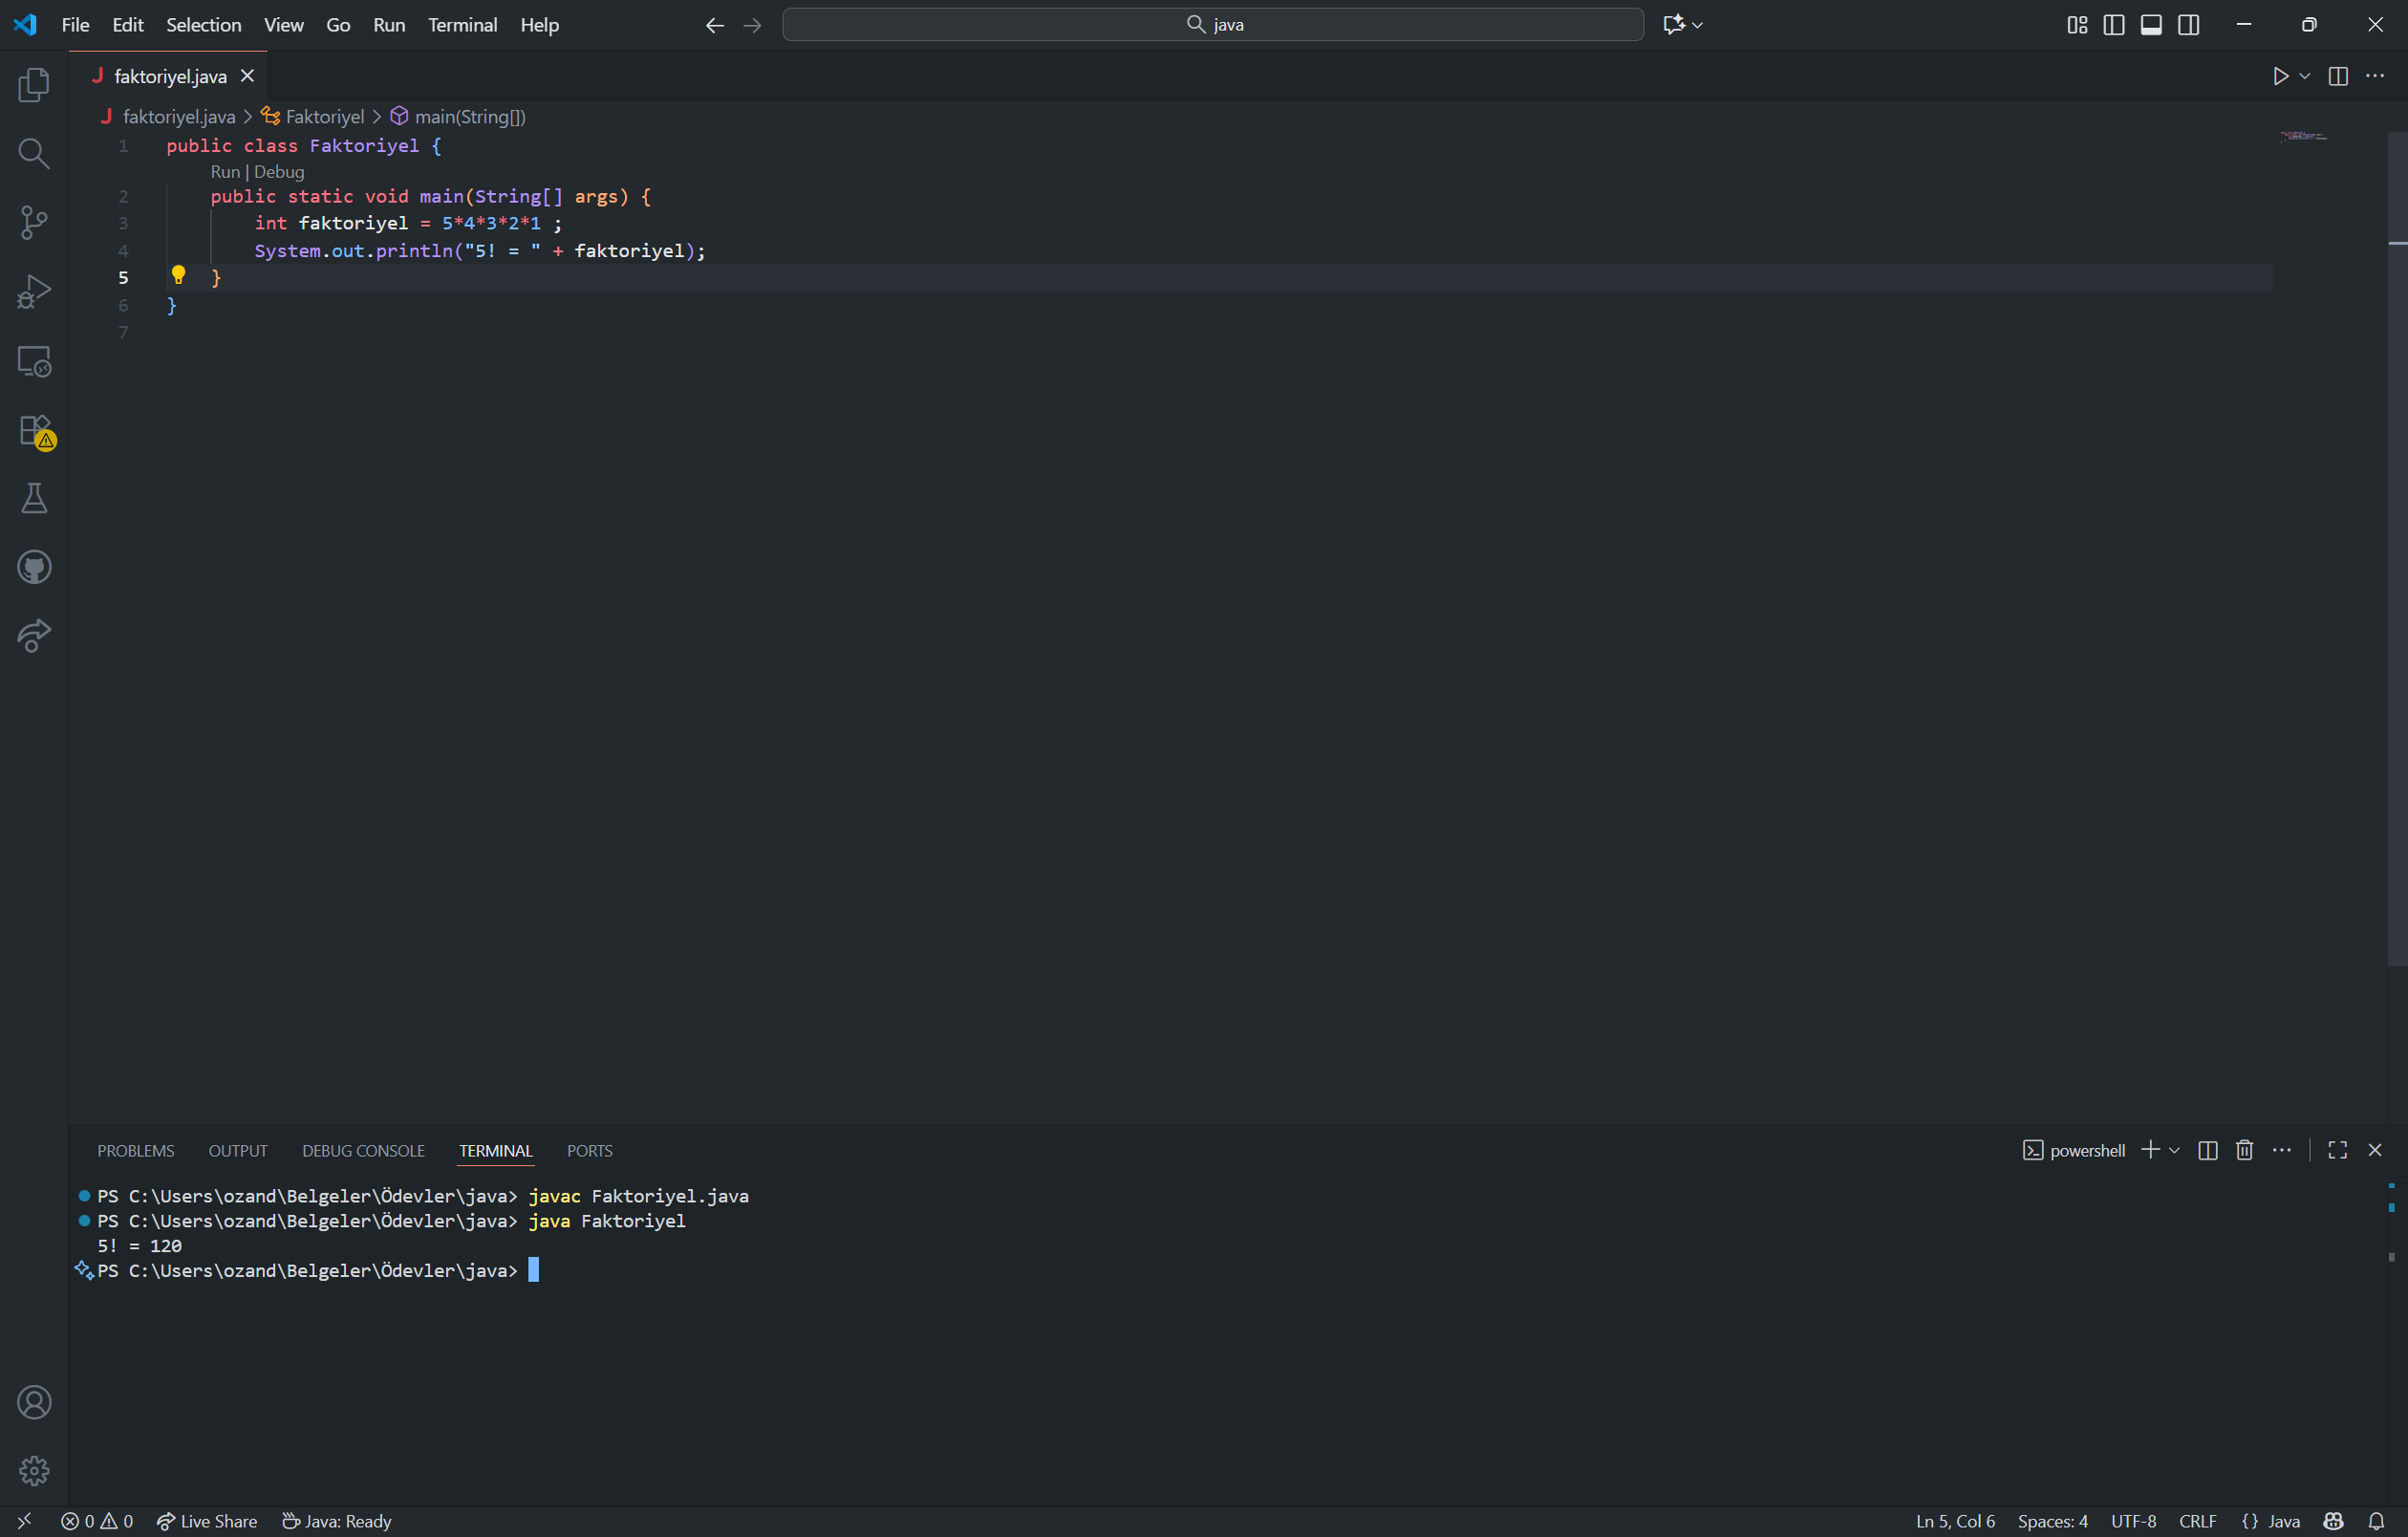 File Edit Selection View Go Run Terminal Help
java
faktoriyel.java
faktoriyel.java > Faktoriyel > main(String[])
1 public class Faktoriyel {
Run | Debug
2 public static void main(String[] args) {
3 int faktoriyel = 5*4*3*2*1 ;
4 System.out.println("5! = " + faktoriyel);
5 }
6 }
7
PROBLEMS OUTPUT DEBUG CONSOLE TERMINAL PORTS
powershell
PS C:\Users\ozand\Belgeler\Ödevler\java> javac Faktoriyel.java
PS C:\Users\ozand\Belgeler\Ödevler\java> java Faktoriyel
5! = 120
PS C:\Users\ozand\Belgeler\Ödevler\java>
0 0 Live Share Java: Ready
Ln 5, Col 6 Spaces: 4 UTF-8 CRLF {} Java